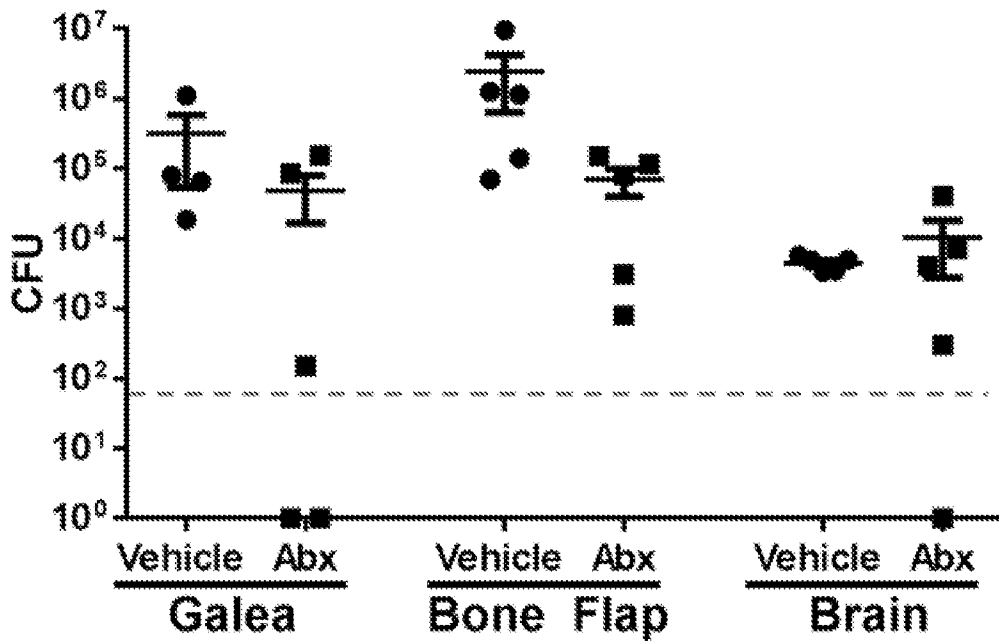 CFU
10⁷
10⁶
10⁵
10⁴
10³
10²
10¹
10⁰
Vehicle Abx Vehicle Abx Vehicle Abx
Galea Bone Flap Brain